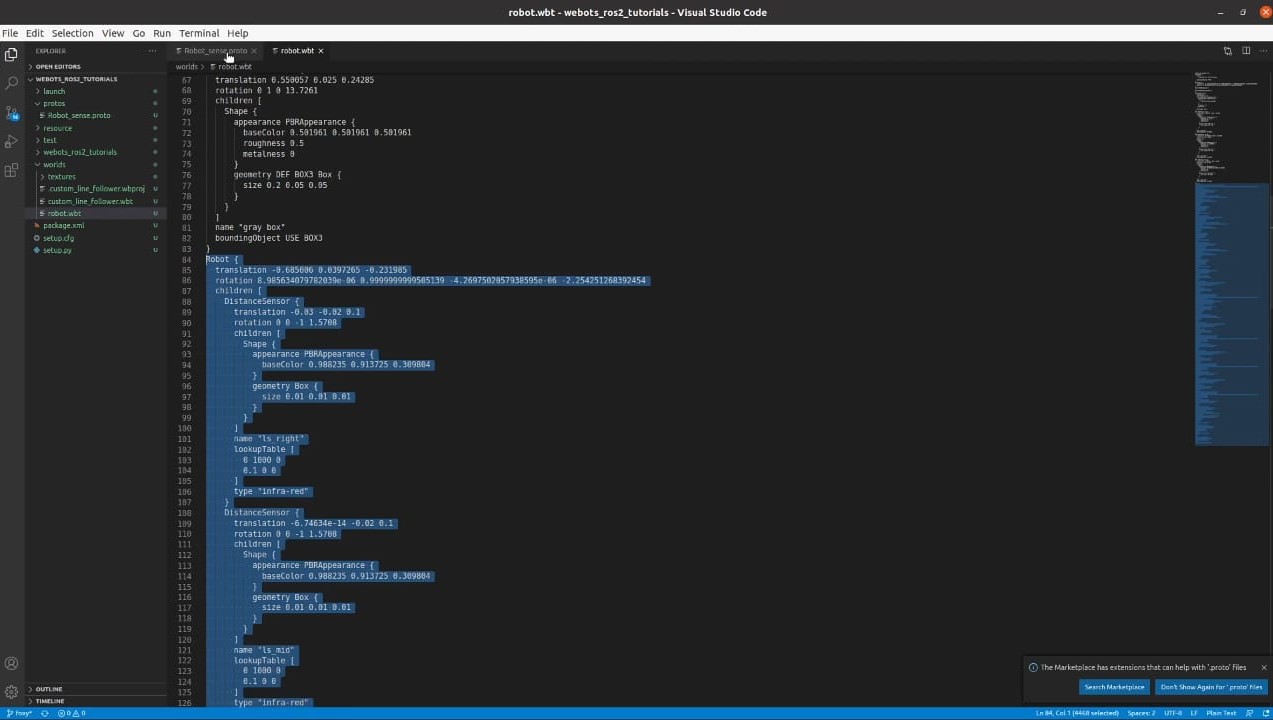 robot.wbt - webots_ros2_tutorials - Visual Studio Code
File Edit Selection View Go Run Terminal Help
EXPLORER
Robot_sense.proto
robot.wbt
OPEN EDITORS
worlds > robot.wbt
WEBOTS_ROS2_TUTORIALS
launch
protos
Robot_sense.proto U
resource
test
webots_ros2_tutorials
worlds
textures
.custom_line_follower.wbproj U
custom_line_follower.wbt U
robot.wbt U
package.xml U
setup.cfg U
setup.py U
OUTLINE
TIMELINE
67 translation 0.550057 0.025 0.24285
68 rotation 0 1 0 13.7261
69 children [
70 Shape {
71 appearance PBRAppearance {
72 baseColor 0.501961 0.501961 0.501961
73 roughness 0.5
74 metalness 0
75 }
76 geometry DEF BOX3 Box {
77 size 0.2 0.05 0.05
78 }
79 }
80 ]
81 name "gray box"
82 boundingObject USE BOX3
83 }
84 Robot {
85 translation -0.685006 0.0397265 -0.231985
86 rotation 8.985634079782039e-06 0.9999999999505139 -4.2697502057938595e-06 -2.254251268392454
87 children [
88 DistanceSensor {
89 translation -0.03 -0.02 0.1
90 rotation 0 0 -1 1.5708
91 children [
92 Shape {
93 appearance PBRAppearance {
94 baseColor 0.988235 0.913725 0.309804
95 }
96 geometry Box {
97 size 0.01 0.01 0.01
98 }
99 }
100 ]
101 name "ls_right"
102 lookupTable [
103 0 1000 0
104 0.1 0 0
105 ]
106 type "infra-red"
107 }
108 DistanceSensor {
109 translation -6.74634e-14 -0.02 0.1
110 rotation 0 0 -1 1.5708
111 children [
112 Shape {
113 appearance PBRAppearance {
114 baseColor 0.988235 0.913725 0.309804
115 }
116 geometry Box {
117 size 0.01 0.01 0.01
118 }
119 }
120 ]
121 name "ls_mid"
122 lookupTable [
123 0 1000 0
124 0.1 0 0
125 ]
126 type "infra-red"
The Marketplace has extensions that can help with '.proto' files
Search Marketplace
Don't Show Again for '.proto' files
foxy* 0 0
Ln 84, Col 1 (4468 selected) Spaces: 2 UTF-8 LF Plain Text